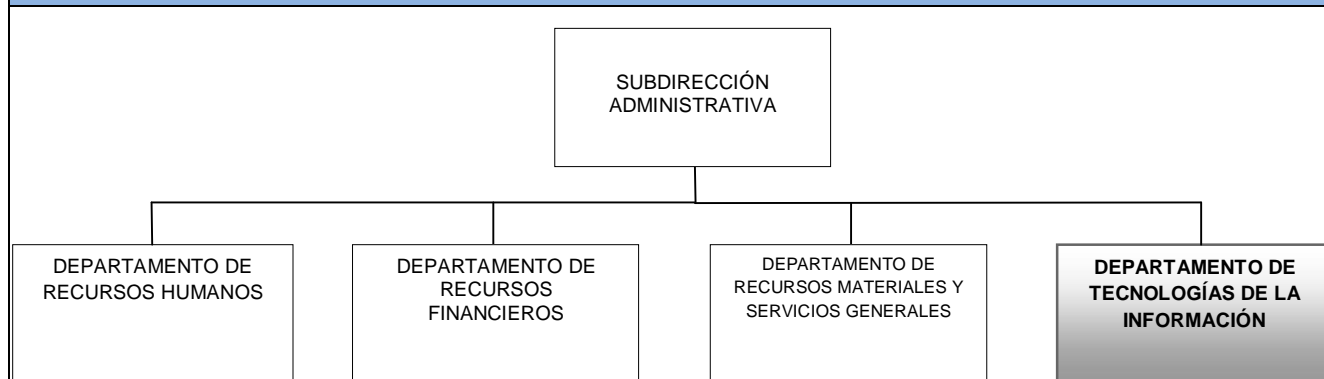 SUBDIRECCIÓN
ADMINISTRATIVA
DEPARTAMENTO DE
RECURSOS HUMANOS
DEPARTAMENTO DE
RECURSOS
FINANCIEROS
DEPARTAMENTO DE
RECURSOS MATERIALES Y
SERVICIOS GENERALES
DEPARTAMENTO DE
TECNOLOGÍAS DE LA
INFORMACIÓN